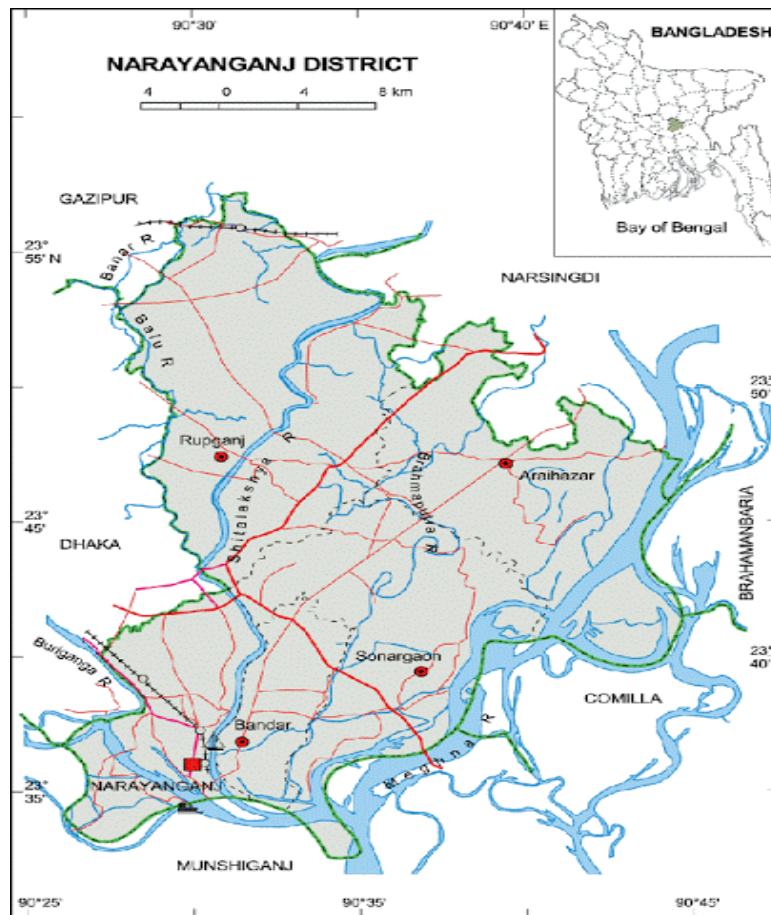 90°30'
90°40' E
BANGLADESH
NARAYANGANJ DISTRICT
4 0 8 km
GAZIPUR
Bay of Bengal
23°
55' N
Banar R
NARSINGDI
Balu R
23°
50'
Rupganj
Shitalakshya R
Brahmaputra R
Araihazar
23°
45'
DHAKA
BRAHAMANBARIA
Buriganga R
Sonargaon
23°
40'
COMILLA
Bandar
Meghna R
NARAYANGANJ
23°
35'
MUNSHIGANJ
90°25'
90°35'
90°45'